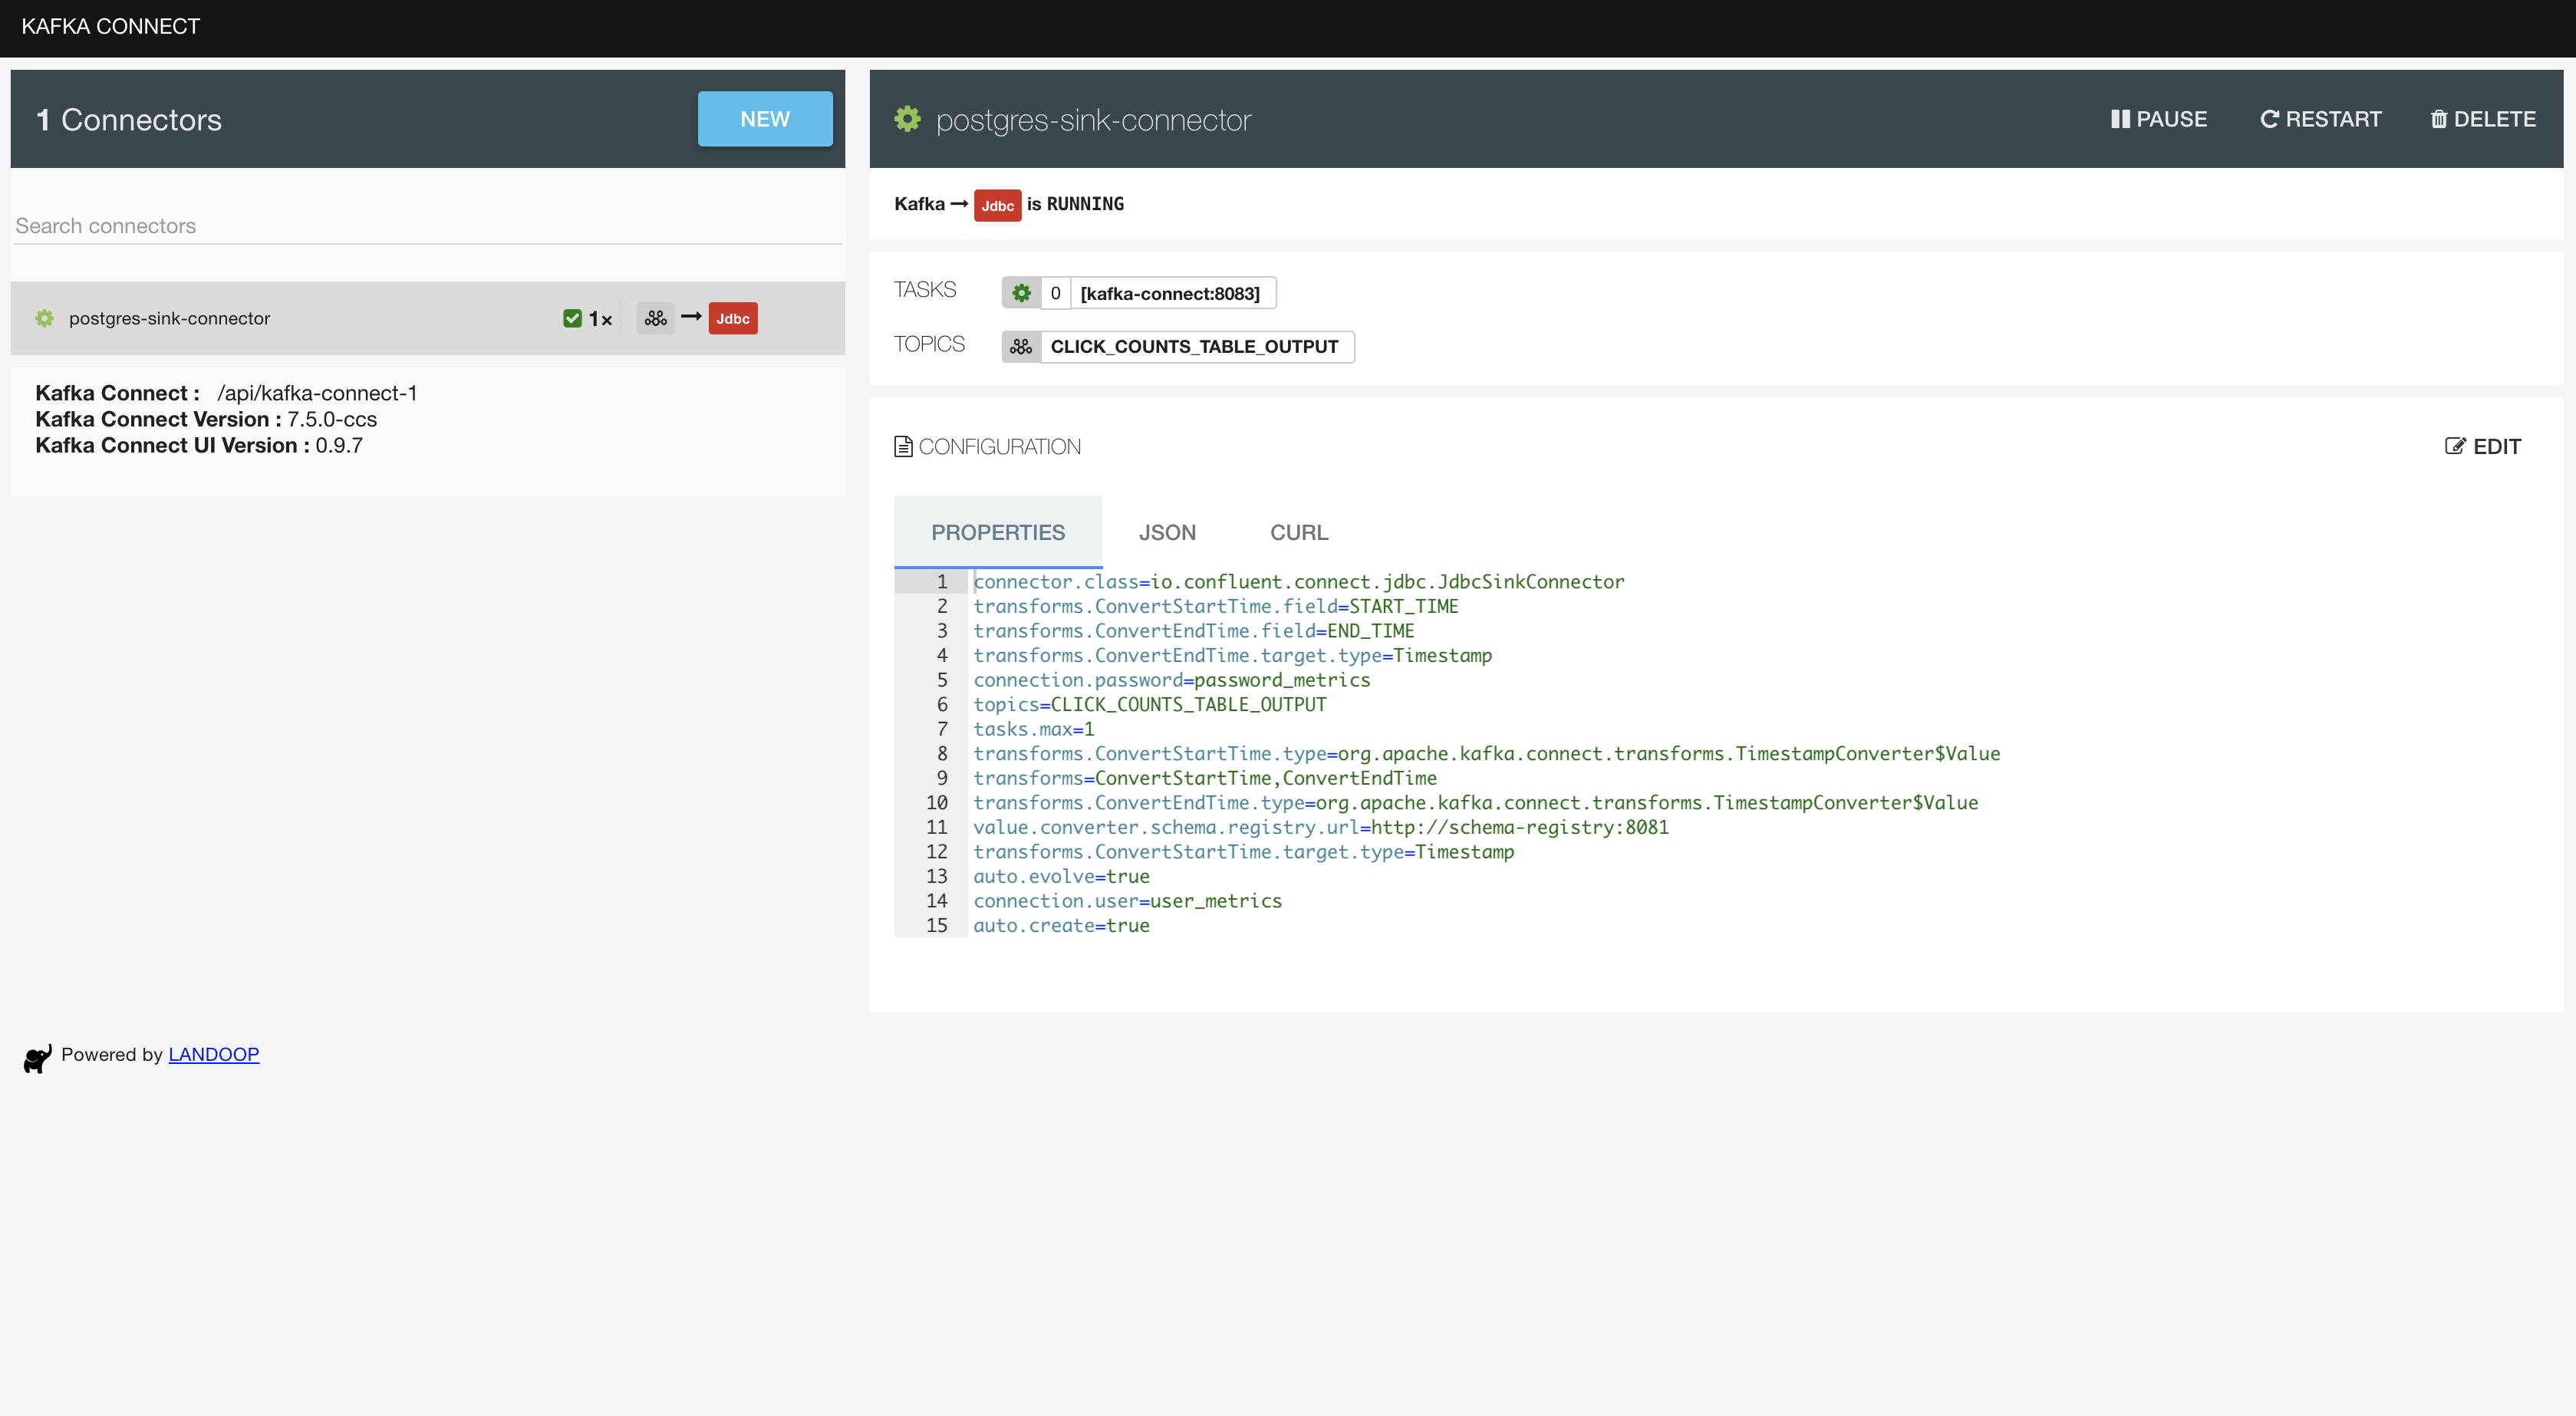 KAFKA CONNECT
1 Connectors
NEW
Search connectors
postgres-sink-connector 1x Jdbc
Kafka Connect : /api/kafka-connect-1
Kafka Connect Version : 7.5.0-ccs
Kafka Connect UI Version : 0.9.7
postgres-sink-connector
PAUSE RESTART DELETE
Kafka Jdbc is RUNNING
TASKS 0 [kafka-connect:8083]
TOPICS CLICK_COUNTS_TABLE_OUTPUT
CONFIGURATION EDIT
PROPERTIES JSON CURL
1 connector.class=io.confluent.connect.jdbc.JdbcSinkConnector
2 transforms.ConvertStartTime.field=START_TIME
3 transforms.ConvertEndTime.field=END_TIME
4 transforms.ConvertEndTime.target.type=Timestamp
5 connection.password=password_metrics
6 topics=CLICK_COUNTS_TABLE_OUTPUT
7 tasks.max=1
8 transforms.ConvertStartTime.type=org.apache.kafka.connect.transforms.TimestampConverter$Value
9 transforms=ConvertStartTime,ConvertEndTime
10 transforms.ConvertEndTime.type=org.apache.kafka.connect.transforms.TimestampConverter$Value
11 value.converter.schema.registry.url=http://schema-registry:8081
12 transforms.ConvertStartTime.target.type=Timestamp
13 auto.evolve=true
14 connection.user=user_metrics
15 auto.create=true
Powered by LANDOOP